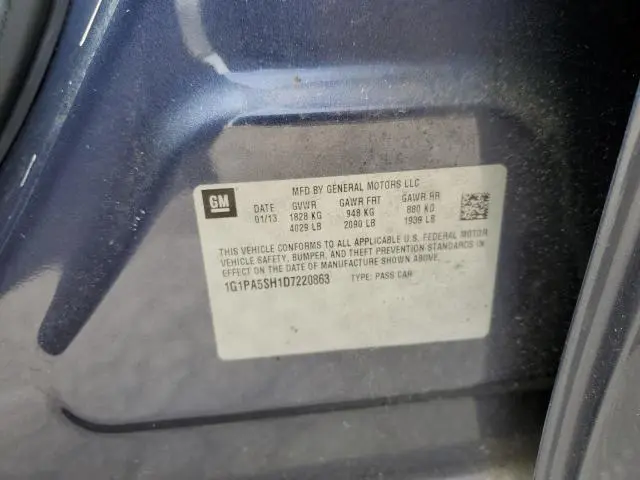 GM
MFD BY GENERAL MOTORS LLC
DATE GVWR GAWR FRT GAWR RR
01/13 1828 KG 948 KG 880 KG
4029 LB 2090 LB 1939 LB
THIS VEHICLE CONFORMS TO ALL APPLICABLE U.S. FEDERAL MOTOR
VEHICLE SAFETY, BUMPER, AND THEFT PREVENTION STANDARDS IN
EFFECT ON THE DATE OF MANUFACTURE SHOWN ABOVE.
1G1PA5SH1D7220863 TYPE: PASS CAR